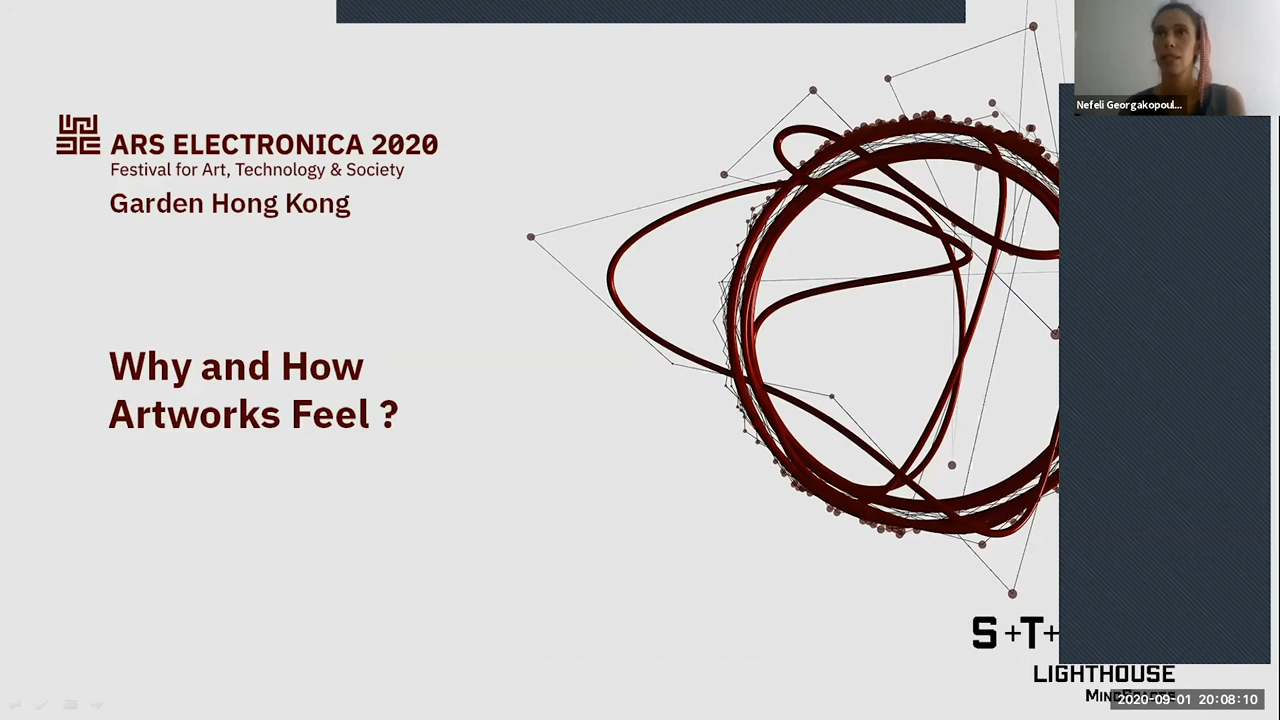 ARS ELECTRONICA 2020
Festival for Art, Technology & Society
Garden Hong Kong
Why and How
Artworks Feel ?
Nefeli Georgakopoul...
S+T+
LIGHTHOUSE
2020-09-01 20:08:10